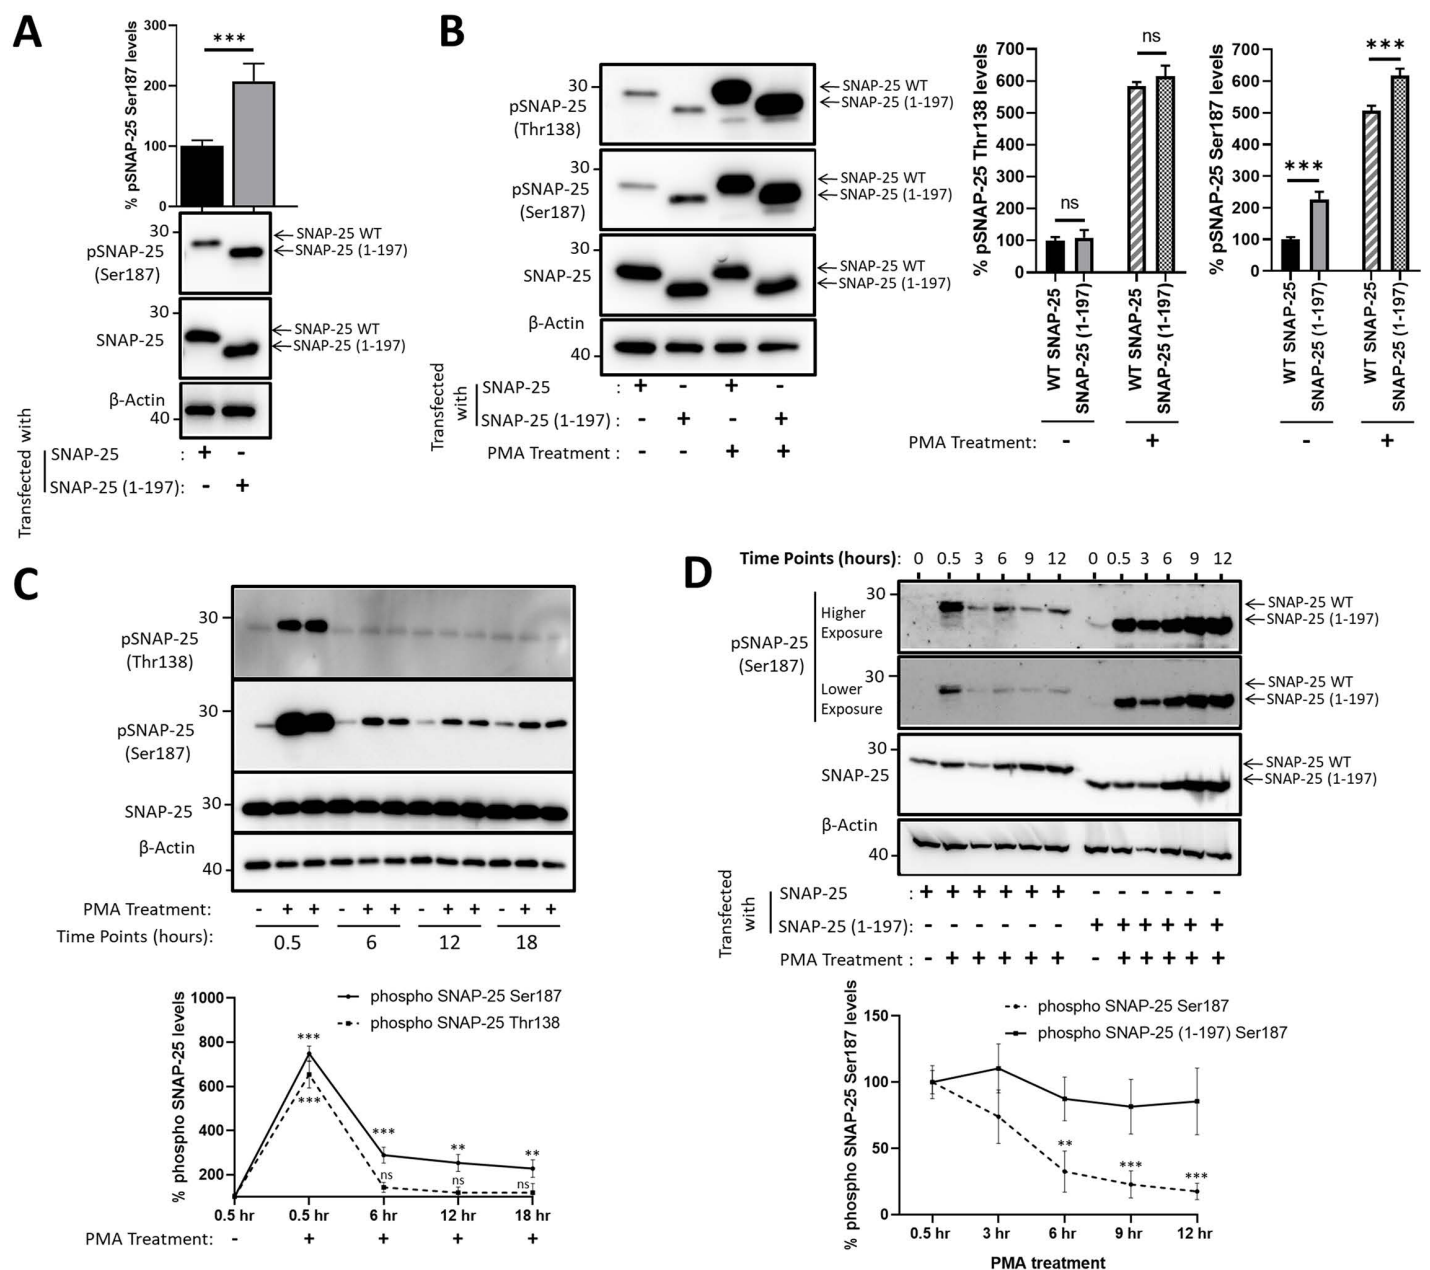 A
% pSNAP-25 Ser187 levels
300
200
100
0
***
30
pSNAP-25
(Ser187)
SNAP-25 WT
SNAP-25 (1-197)
30
SNAP-25
SNAP-25 WT
SNAP-25 (1-197)
β-Actin
40
Transfected with
SNAP-25 : + -
SNAP-25 (1-197): - +
B
30
pSNAP-25
(Thr138)
SNAP-25 WT
SNAP-25 (1-197)
30
pSNAP-25
(Ser187)
SNAP-25 WT
SNAP-25 (1-197)
30
SNAP-25
SNAP-25 WT
SNAP-25 (1-197)
β-Actin
40
Transfected with
SNAP-25 : + - + -
SNAP-25 (1-197) : - + - +
PMA Treatment : - - + +
% pSNAP-25 Thr138 levels
700
600
500
400
300
200
100
0
ns
ns
WT SNAP-25
SNAP-25 (1-197)
WT SNAP-25
SNAP-25 (1-197)
PMA Treatment: - +
% pSNAP-25 Ser187 levels
700
600
500
400
300
200
100
0
***
***
WT SNAP-25
SNAP-25 (1-197)
WT SNAP-25
SNAP-25 (1-197)
- +
C
30
pSNAP-25
(Thr138)
30
pSNAP-25
(Ser187)
SNAP-25
30
β-Actin
40
PMA Treatment: - + + - + + - + + - + +
Time Points (hours): 0.5 6 12 18
% phospho SNAP-25 levels
1000
800
600
400
200
phospho SNAP-25 Ser187
phospho SNAP-25 Thr138
***
***
***
**
**
ns
ns
ns
0.5 hr 0.5 hr 6 hr 12 hr 18 hr
PMA Treatment: - + + + +
D
Time Points (hours): 0 0.5 3 6 9 12 0 0.5 3 6 9 12
pSNAP-25
(Ser187)
30
Higher
Exposure
SNAP-25 WT
SNAP-25 (1-197)
30
Lower
Exposure
SNAP-25 WT
SNAP-25 (1-197)
30
SNAP-25
SNAP-25 WT
SNAP-25 (1-197)
β-Actin
40
Transfected with
SNAP-25 : + + + + + + - - - - - -
SNAP-25 (1-197): - - - - - - + + + + + +
PMA Treatment : - + + + + + - + + + + +
% phospho SNAP-25 Ser187 levels
150
100
50
0
phospho SNAP-25 Ser187
phospho SNAP-25 (1-197) Ser187
**
***
***
0.5 hr 3 hr 6 hr 9 hr 12 hr
PMA treatment